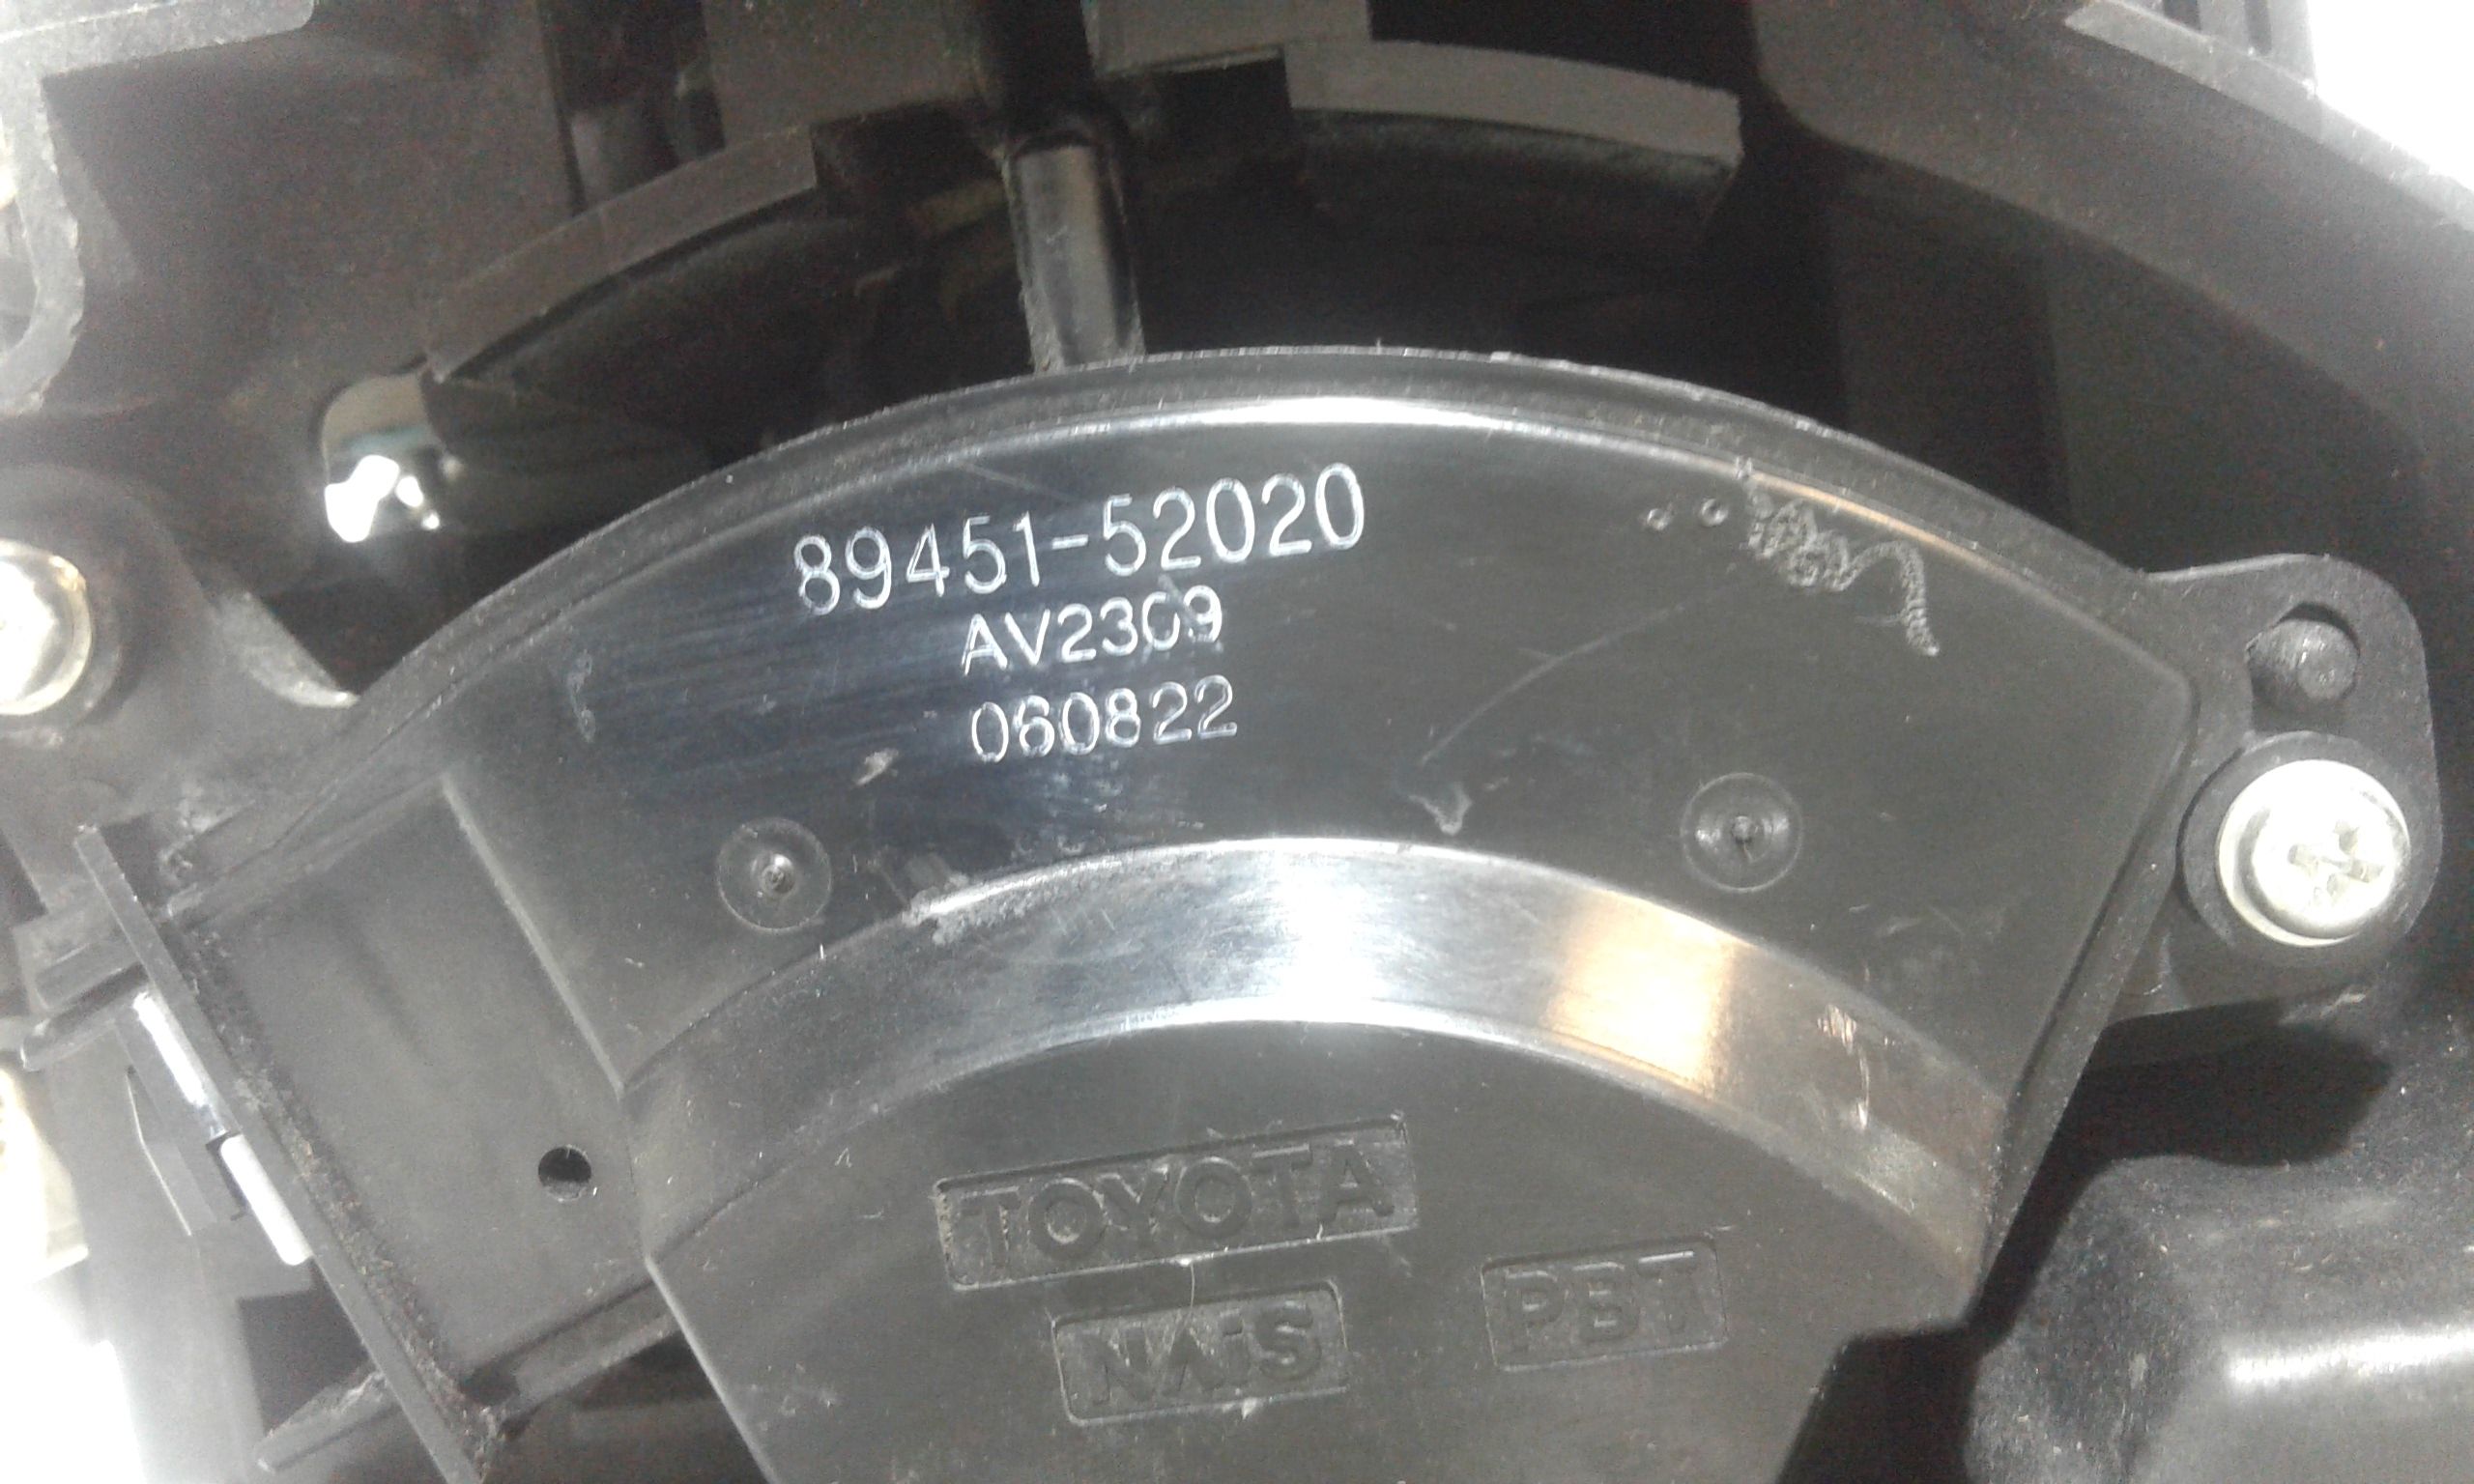 89451-52020
AV2309
060822
TOYOTA
NAiS
PBT